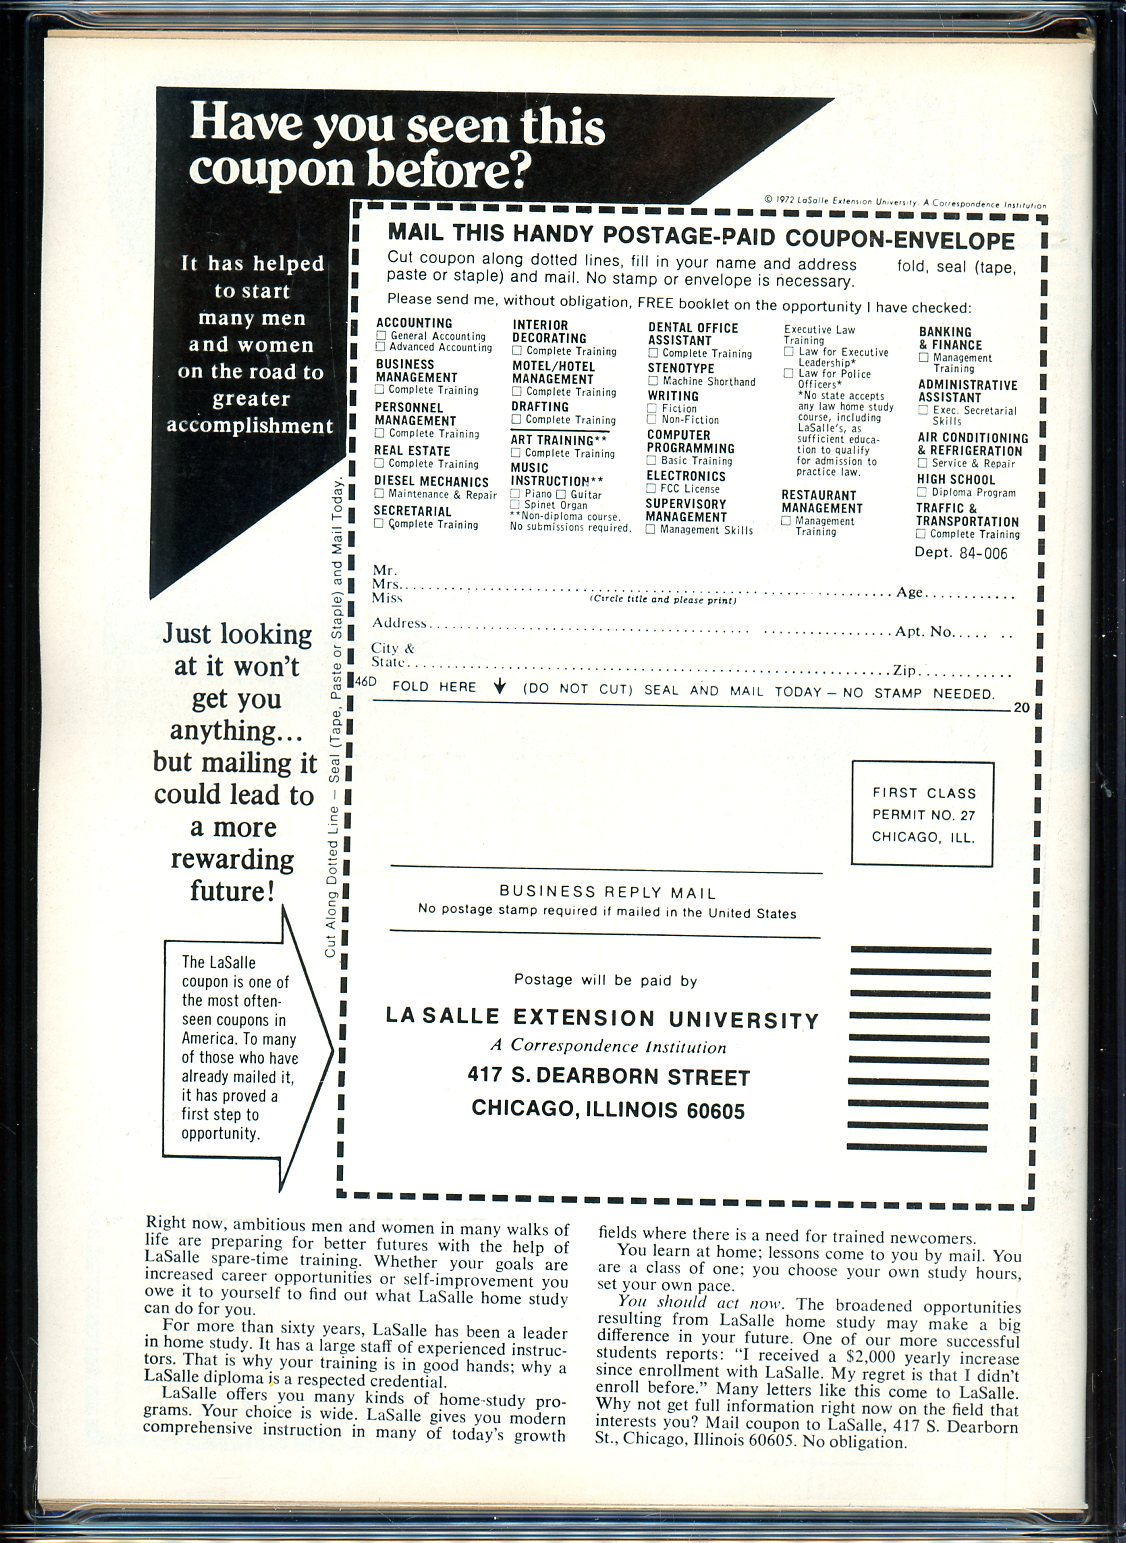 Have you seen this
coupon before?
It has helped
to start
many men
and women
on the road to
greater
accomplishment
© 1972 LaSalle Extension University. A Correspondence Institution
MAIL THIS HANDY POSTAGE-PAID COUPON-ENVELOPE
Cut coupon along dotted lines, fill in your name and address fold, seal (tape,
paste or staple) and mail. No stamp or envelope is necessary.
Please send me, without obligation, FREE booklet on the opportunity I have checked:
ACCOUNTING
☐ General Accounting
☐ Advanced Accounting
BUSINESS
MANAGEMENT
☐ Complete Training
PERSONNEL
MANAGEMENT
☐ Complete Training
REAL ESTATE
☐ Complete Training
DIESEL MECHANICS
☐ Maintenance & Repair
SECRETARIAL
☐ Complete Training
INTERIOR
DECORATING
☐ Complete Training
MOTEL/HOTEL
MANAGEMENT
☐ Complete Training
DRAFTING
☐ Complete Training
ART TRAINING**
☐ Complete Training
MUSIC
INSTRUCTION**
☐ Piano ☐ Guitar
☐ Spinet Organ
**Non-diploma course.
No submissions required.
DENTAL OFFICE
ASSISTANT
☐ Complete Training
STENOTYPE
☐ Machine Shorthand
WRITING
☐ Fiction
☐ Non-Fiction
COMPUTER
PROGRAMMING
☐ Basic Training
ELECTRONICS
☐ FCC License
SUPERVISORY
MANAGEMENT
☐ Management Skills
Executive Law
Training
☐ Law for Executive
Leadership*
☐ Law for Police
Officers*
*No state accepts
any law home study
course, including
LaSalle's, as
sufficient educa-
tion to qualify
for admission to
practice law.
RESTAURANT
MANAGEMENT
☐ Management
Training
BANKING
& FINANCE
☐ Management
Training
ADMINISTRATIVE
ASSISTANT
☐ Exec. Secretarial
Skills
AIR CONDITIONING
& REFRIGERATION
☐ Service & Repair
HIGH SCHOOL
☐ Diploma Program
TRAFFIC &
TRANSPORTATION
☐ Complete Training
Dept. 84-006
Mr.
Mrs. Age
Miss (Circle title and please print)
Address Apt. No.
City &
State Zip
46D FOLD HERE ↓ (DO NOT CUT) SEAL AND MAIL TODAY — NO STAMP NEEDED.
20
Cut Along Dotted Line — Seal (Tape, Paste or Staple) and Mail Today.
Just looking
at it won't
get you
anything...
but mailing it
could lead to
a more
rewarding
future!
FIRST CLASS
PERMIT NO. 27
CHICAGO, ILL.
BUSINESS REPLY MAIL
No postage stamp required if mailed in the United States
Postage will be paid by
LA SALLE EXTENSION UNIVERSITY
A Correspondence Institution
417 S. DEARBORN STREET
CHICAGO, ILLINOIS 60605
The LaSalle
coupon is one of
the most often-
seen coupons in
America. To many
of those who have
already mailed it,
it has proved a
first step to
opportunity.
Right now, ambitious men and women in many walks of
life are preparing for better futures with the help of
LaSalle spare-time training. Whether your goals are
increased career opportunities or self-improvement you
owe it to yourself to find out what LaSalle home study
can do for you.
For more than sixty years, LaSalle has been a leader
in home study. It has a large staff of experienced instruc-
tors. That is why your training is in good hands; why a
LaSalle diploma is a respected credential.
LaSalle offers you many kinds of home-study pro-
grams. Your choice is wide. LaSalle gives you modern
comprehensive instruction in many of today's growth
fields where there is a need for trained newcomers.
You learn at home; lessons come to you by mail. You
are a class of one; you choose your own study hours,
set your own pace.
You should act now. The broadened opportunities
resulting from LaSalle home study may make a big
difference in your future. One of our more successful
students reports: "I received a $2,000 yearly increase
since enrollment with LaSalle. My regret is that I didn't
enroll before." Many letters like this come to LaSalle.
Why not get full information right now on the field that
interests you? Mail coupon to LaSalle, 417 S. Dearborn
St., Chicago, Illinois 60605. No obligation.